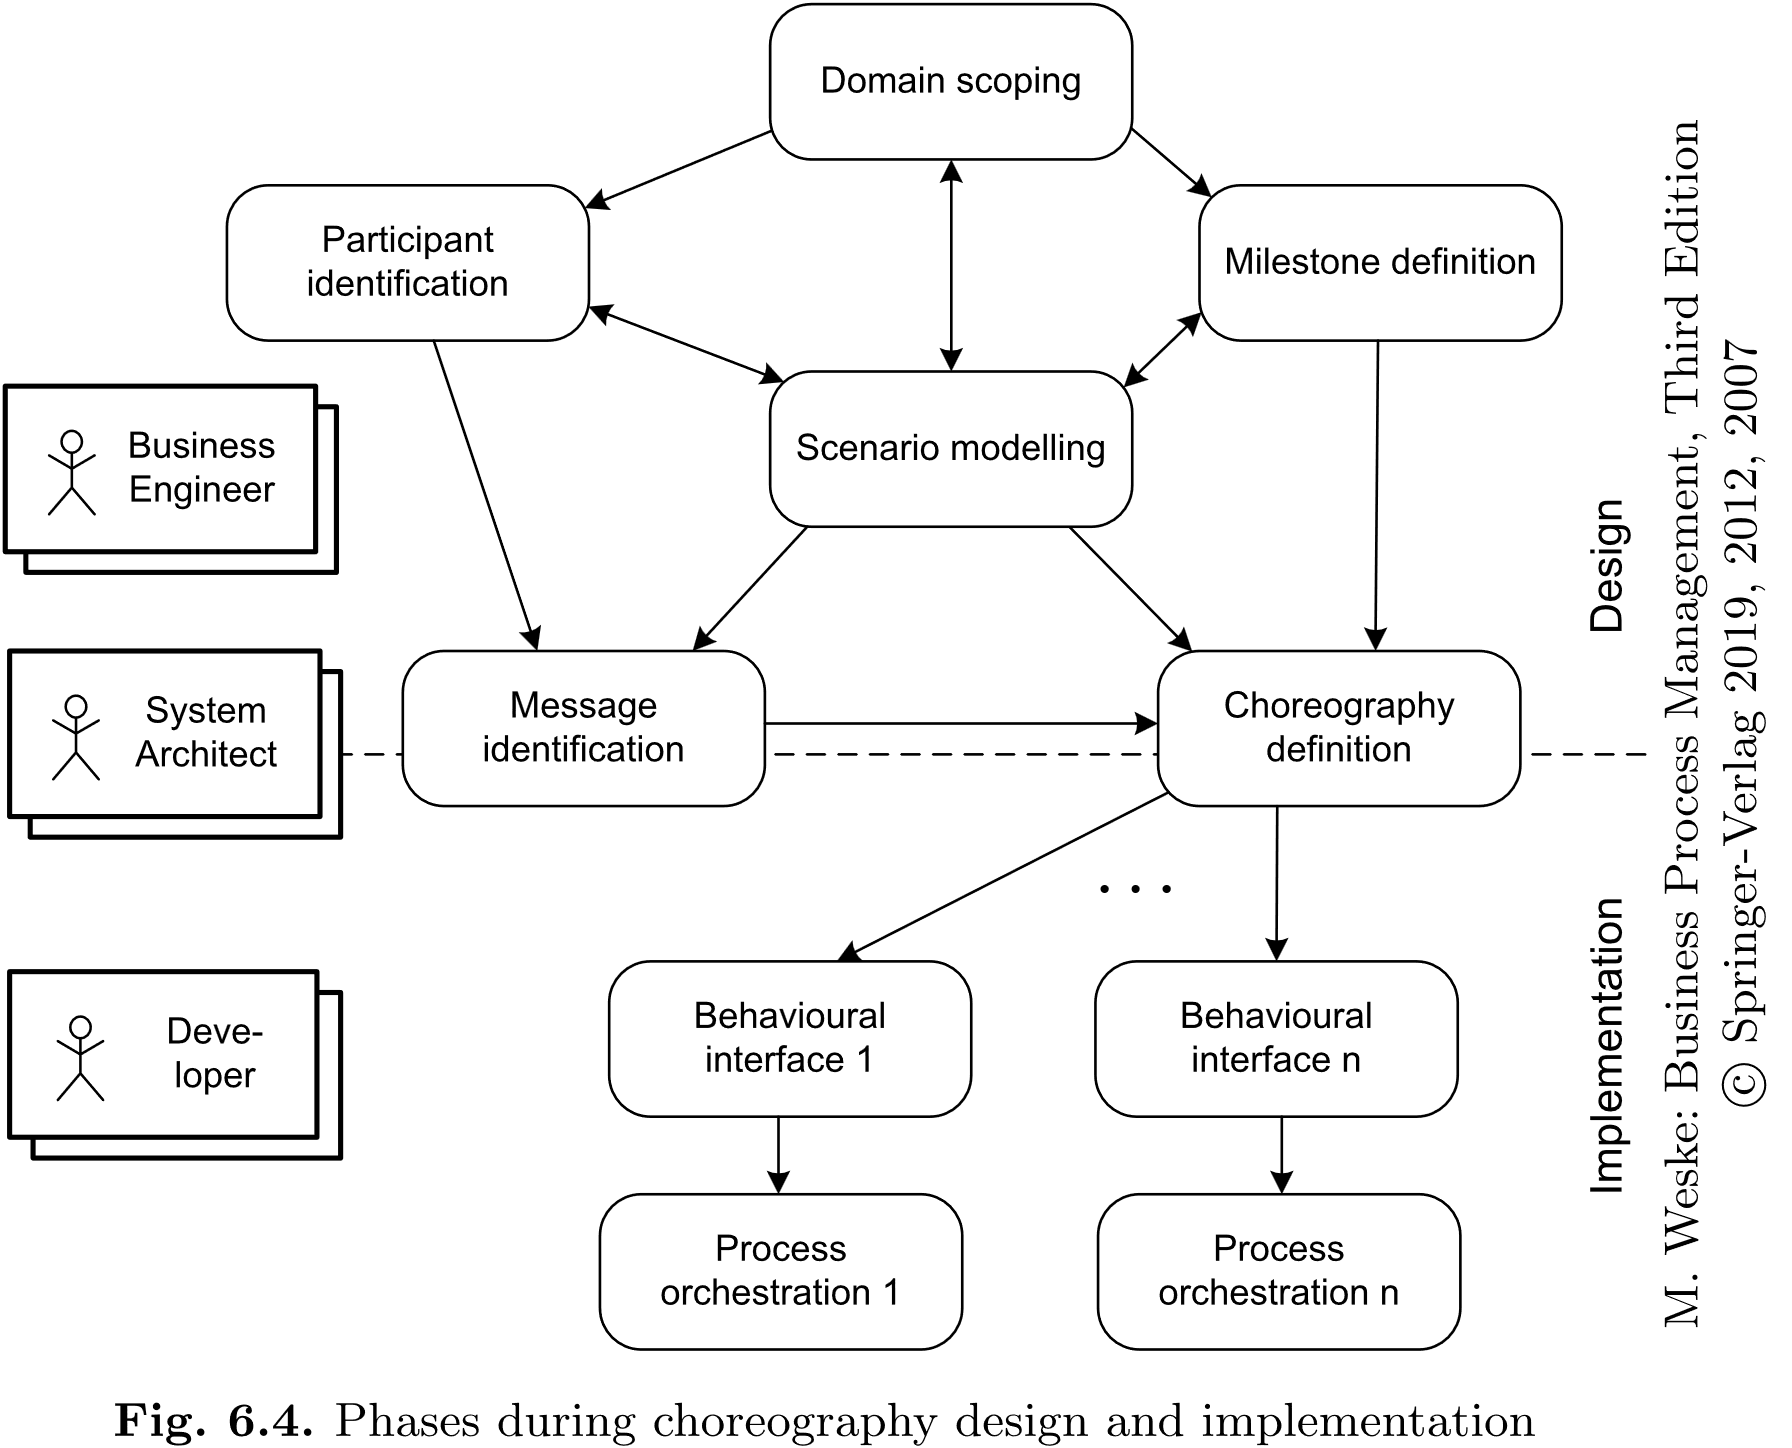 Domain scoping
Participant
identification
Milestone definition
Business
Engineer
Scenario modelling
Design
System
Architect
Message
identification
Choreography
definition
. . .
Deve-
loper
Behavioural
interface 1
Behavioural
interface n
Implementation
Process
orchestration 1
Process
orchestration n
M. Weske: Business Process Management, Third Edition
© Springer-Verlag 2019, 2012, 2007
Fig. 6.4. Phases during choreography design and implementation